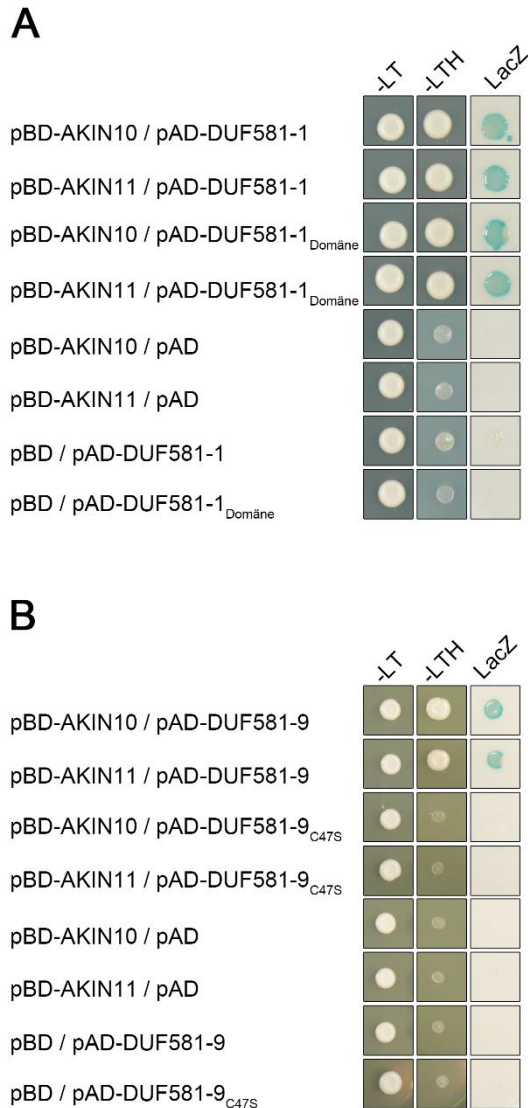 A
-LT -LTH LacZ
pBD-AKIN10 / pAD-DUF581-1
pBD-AKIN11 / pAD-DUF581-1
pBD-AKIN10 / pAD-DUF581-1Domäne
pBD-AKIN11 / pAD-DUF581-1Domäne
pBD-AKIN10 / pAD
pBD-AKIN11 / pAD
pBD / pAD-DUF581-1
pBD / pAD-DUF581-1Domäne
B
-LT -LTH LacZ
pBD-AKIN10 / pAD-DUF581-9
pBD-AKIN11 / pAD-DUF581-9
pBD-AKIN10 / pAD-DUF581-9C47S
pBD-AKIN11 / pAD-DUF581-9C47S
pBD-AKIN10 / pAD
pBD-AKIN11 / pAD
pBD / pAD-DUF581-9
pBD / pAD-DUF581-9C47S